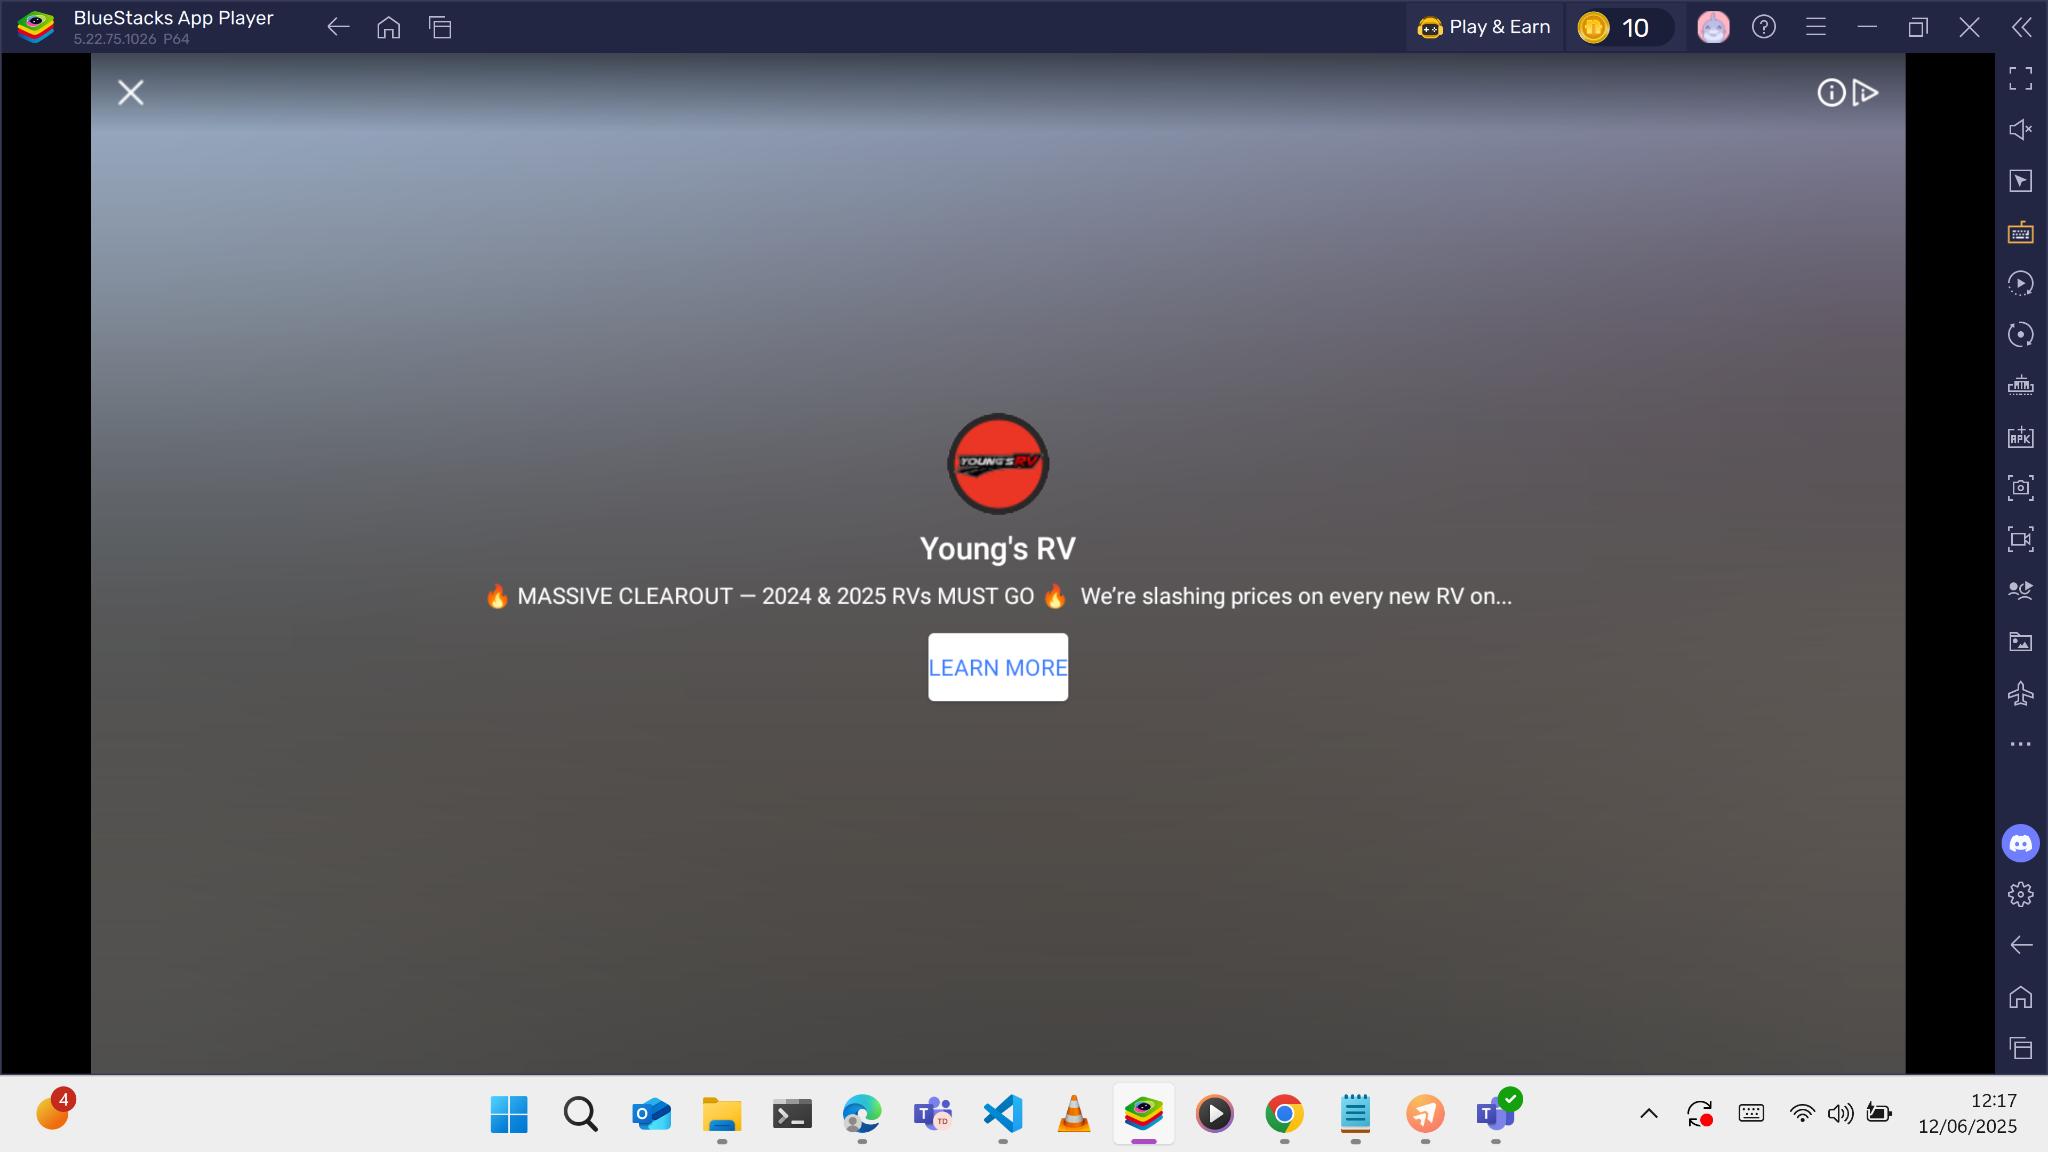 BlueStacks App Player
5.22.75.1026 P64
Play & Earn
10
YOUNG'S RV
Young's RV
🔥 MASSIVE CLEAROUT — 2024 & 2025 RVs MUST GO 🔥 We're slashing prices on every new RV on...
LEARN MORE
APK
4
TD
12:17
12/06/2025